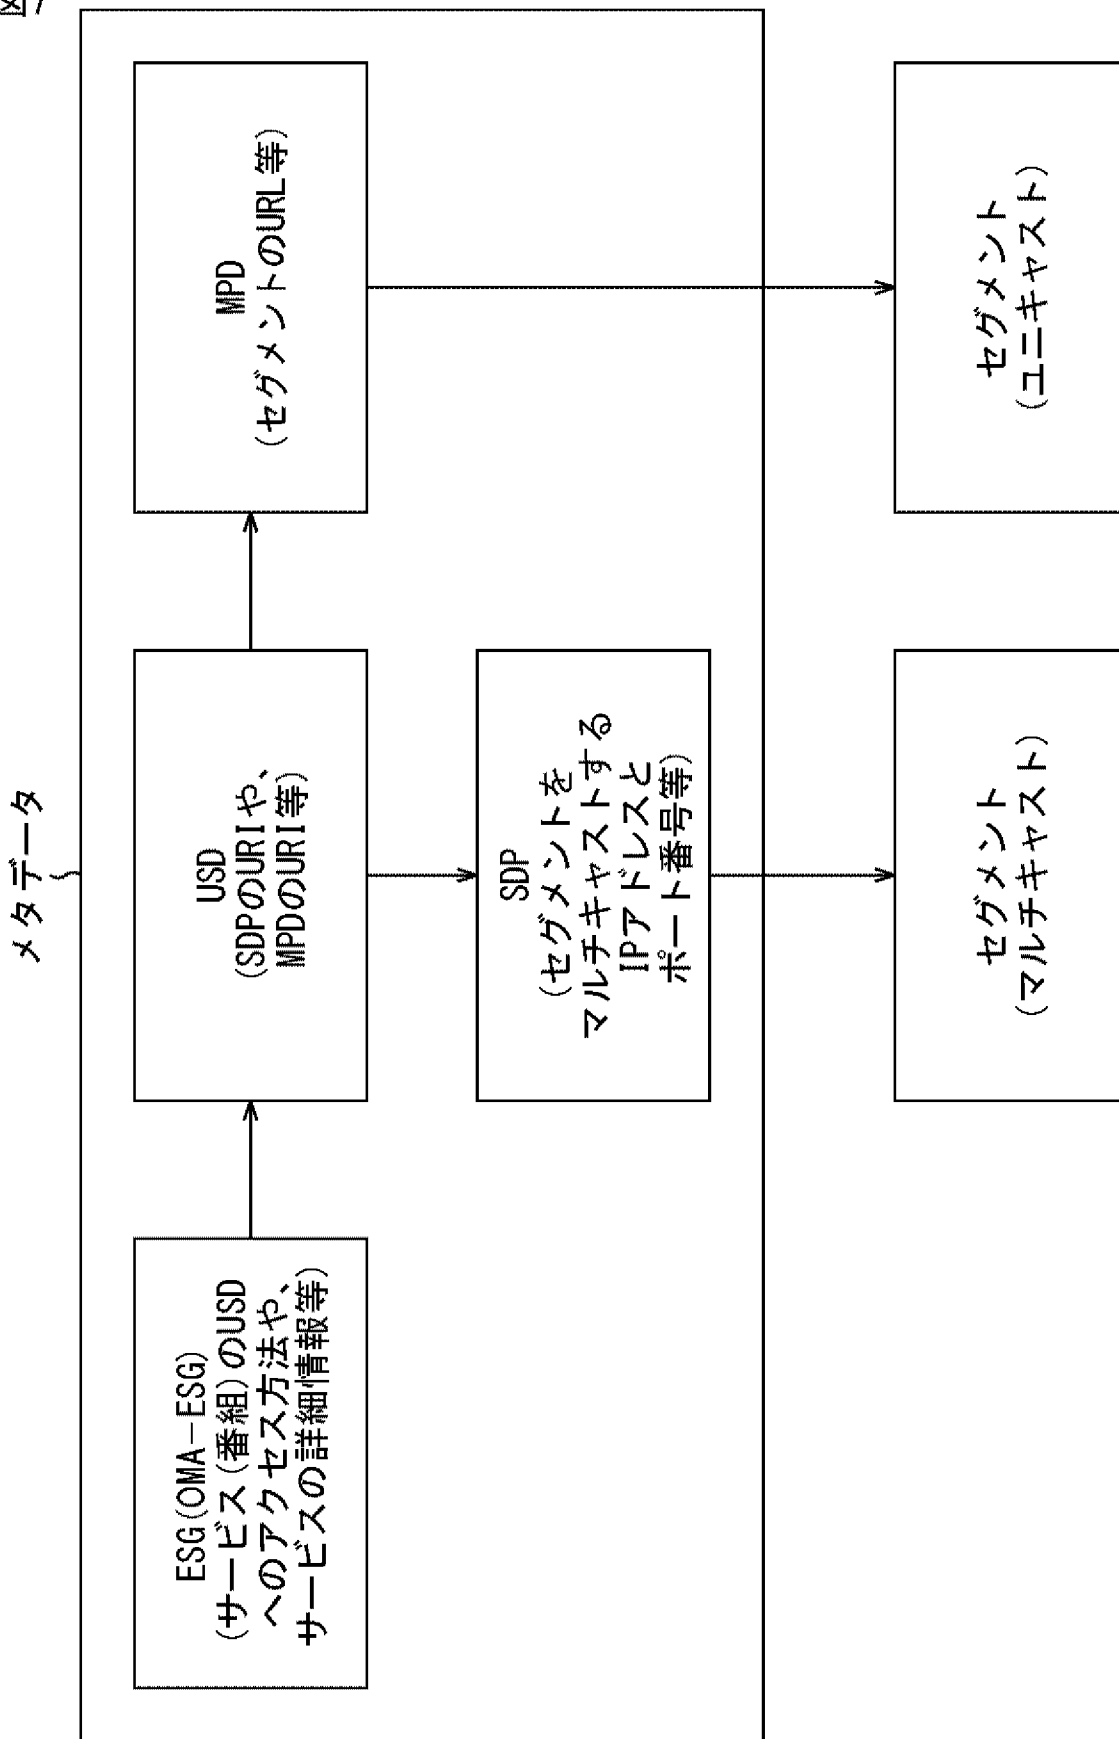 図7
メタデータ
ESG(OMA-ESG)
(サービス(番組)のUSD
へのアクセス方法や、
サービスの詳細情報等)
USD
(SDPのURIや、
MPDのURI等)
MPD
(セグメントのURL等)
SDP
(セグメントを
マルチキャストする
IPアドレスと
ポート番号等)
セグメント
(マルチキャスト)
セグメント
(ユニキャスト)